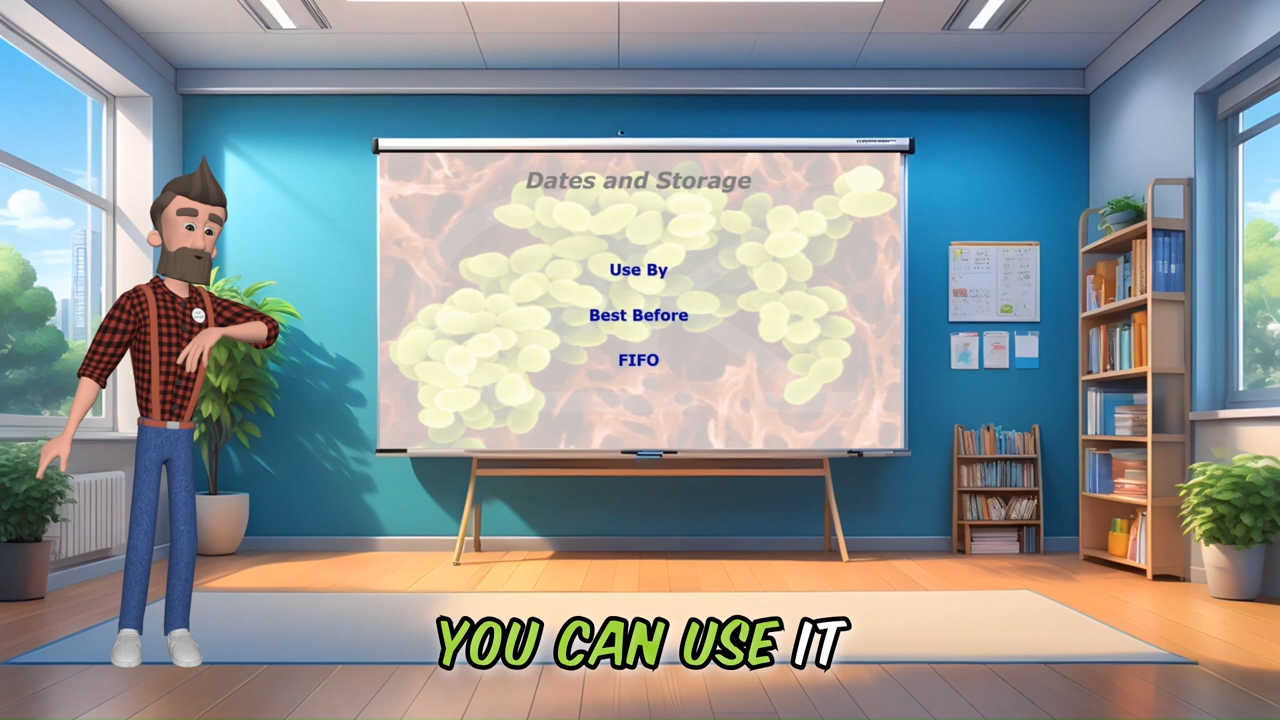 Dates and Storage
Use By
Best Before
FIFO
YOU CAN USE IT